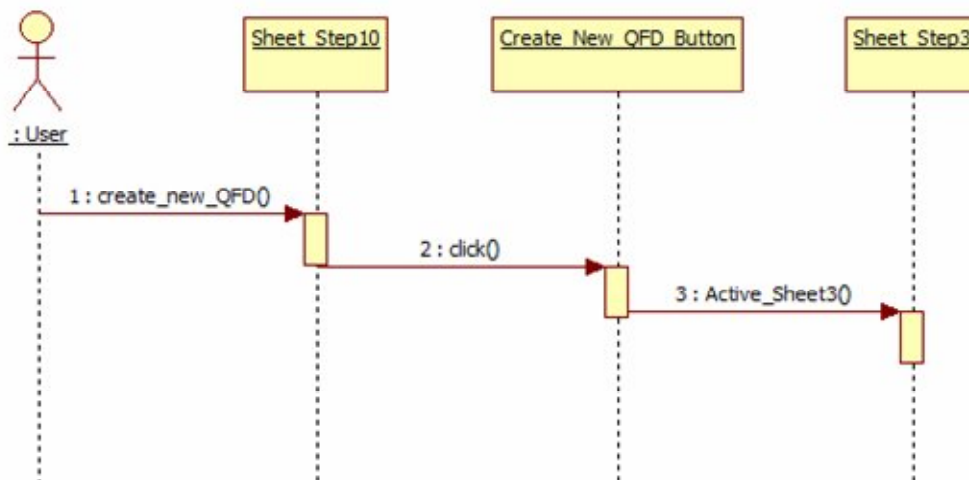 Sheet_Step10
Create_New_QFD_Button
Sheet_Step3
: User
1 : create_new_QFD()
2 : click()
3 : Active_Sheet3()